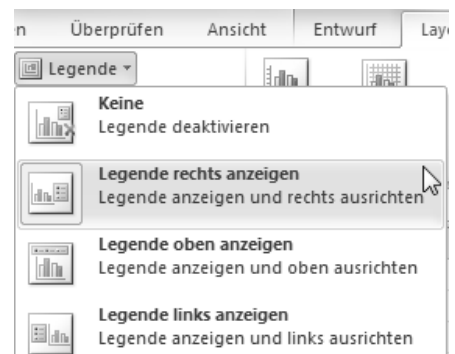 Überprüfen Ansicht Entwurf
Legende
Keine
Legende deaktivieren
Legende rechts anzeigen
Legende anzeigen und rechts ausrichten
Legende oben anzeigen
Legende anzeigen und oben ausrichten
Legende links anzeigen
Legende anzeigen und links ausrichten